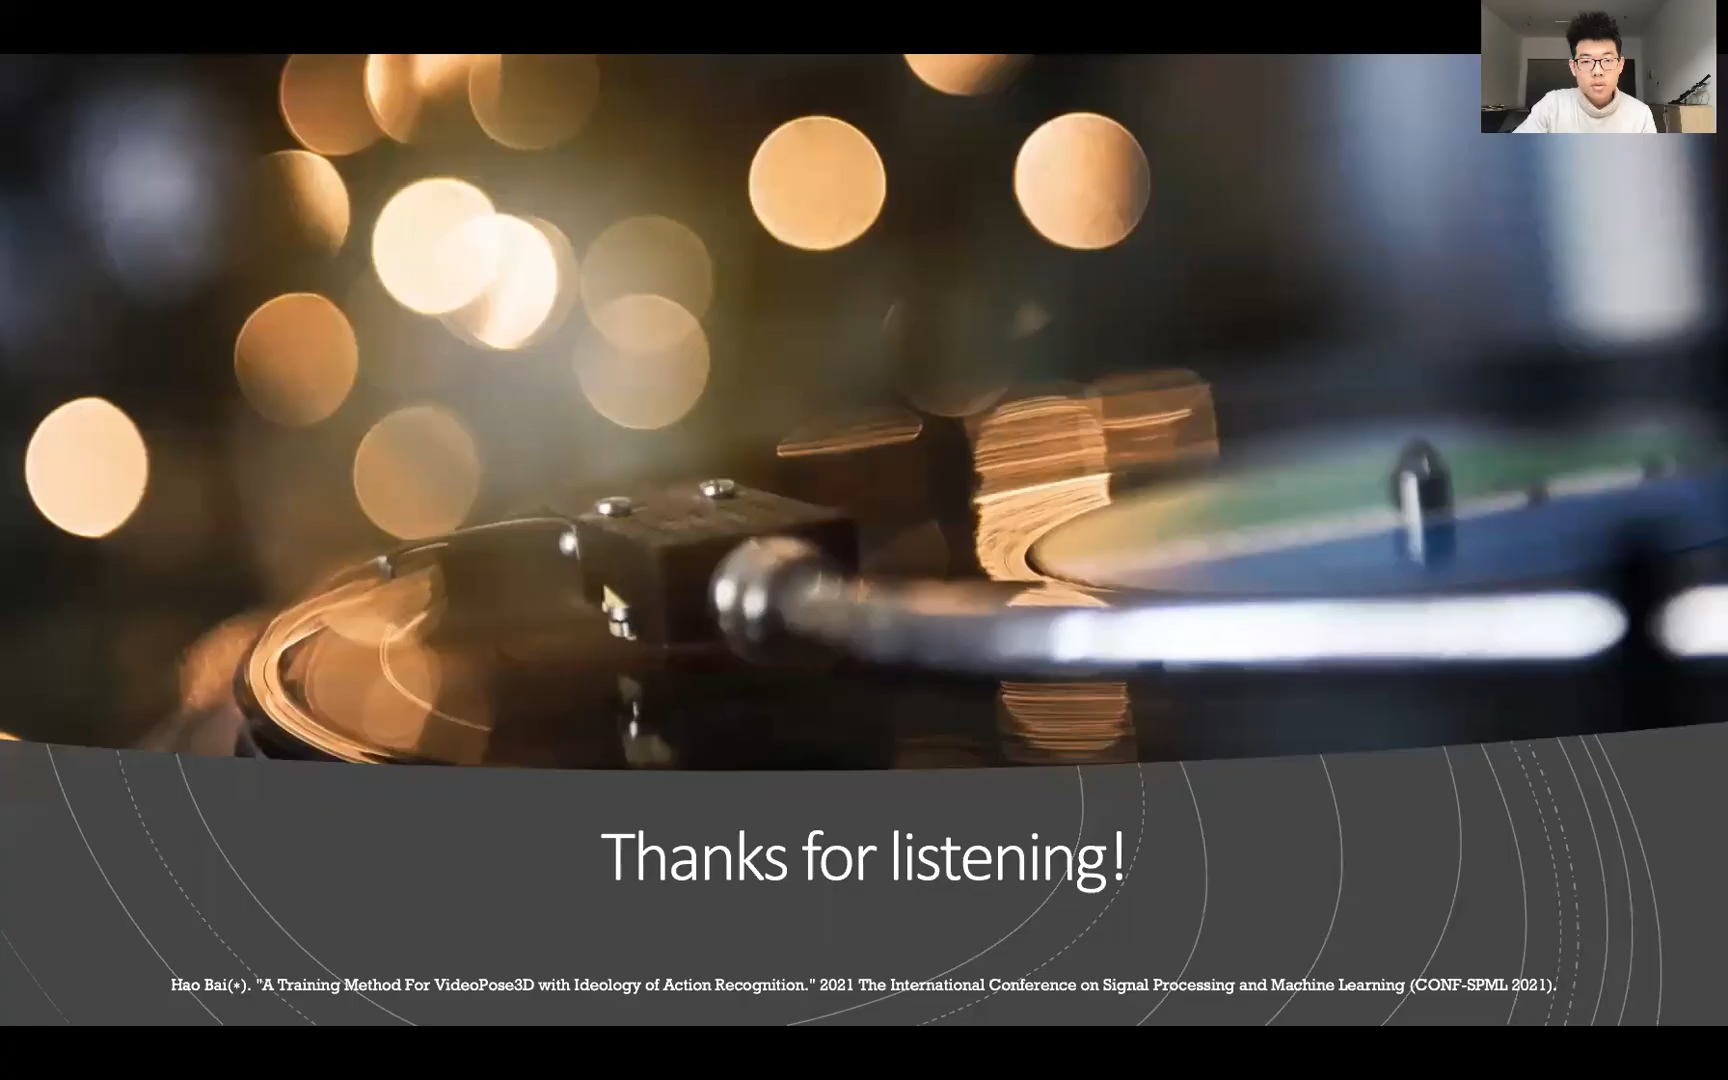 Thanks for listening!
Hao Bai(*). "A Training Method For VideoPose3D with Ideology of Action Recognition." 2021 The International Conference on Signal Processing and Machine Learning (CONF-SPML 2021).